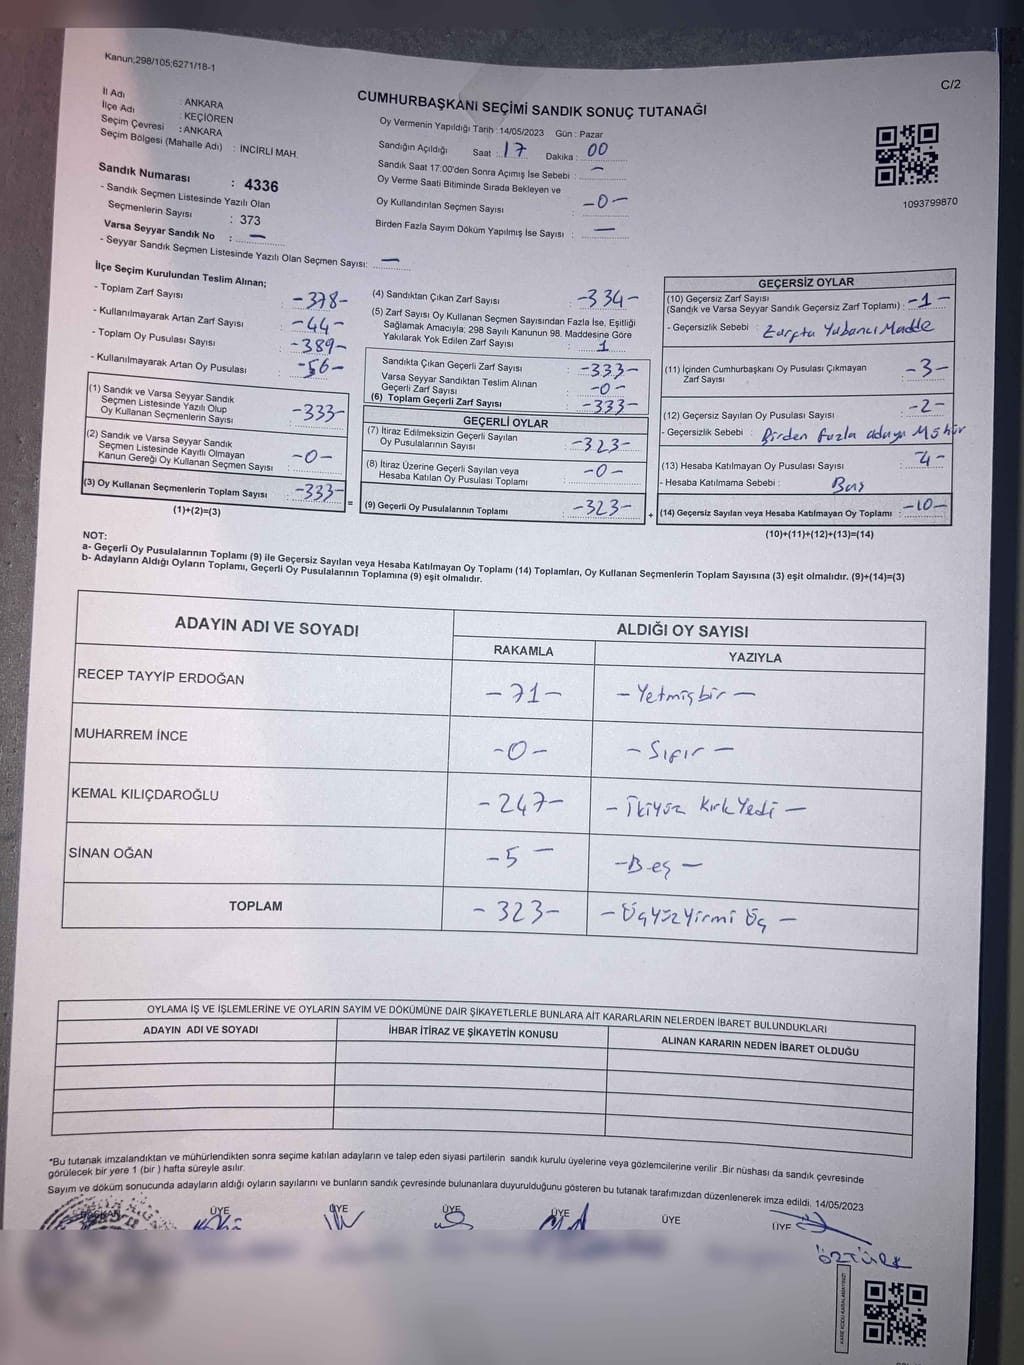 Kanun;298/105;6271/18-1
C/2
İl Adı : ANKARA
İlçe Adı : KEÇİÖREN
Seçim Çevresi : ANKARA
Seçim Bölgesi (Mahalle Adı) : İNCİRLİ MAH.
Sandık Numarası : 4336
- Sandık Seçmen Listesinde Yazılı Olan
Seçmenlerin Sayısı : 373
Varsa Seyyar Sandık No : —
- Seyyar Sandık Seçmen Listesinde Yazılı Olan Seçmen Sayısı: —
CUMHURBAŞKANI SEÇİMİ SANDIK SONUÇ TUTANAĞI
Oy Vermenin Yapıldığı Tarih : 14/05/2023 Gün : Pazar
Sandığın Açıldığı Saat : 17 Dakika : 00
Sandık Saat 17:00'den Sonra Açımış İse Sebebi : —
Oy Verme Saati Bitiminde Sırada Bekleyen ve
Oy Kullandırılan Seçmen Sayısı : -0-
Birden Fazla Sayım Döküm Yapılmış İse Sayısı : —
1093799870
İlçe Seçim Kurulundan Teslim Alınan;
- Toplam Zarf Sayısı : -378-
- Kullanılmayarak Artan Zarf Sayısı : -44-
- Toplam Oy Pusulası Sayısı : -389-
- Kullanılmayarak Artan Oy Pusulası : -56-
(1) Sandık ve Varsa Seyyar Sandık
Seçmen Listesinde Yazılı Olup
Oy Kullanan Seçmenlerin Sayısı : -333-
(2) Sandık ve Varsa Seyyar Sandık
Seçmen Listesinde Kayıtlı Olmayan
Kanun Gereği Oy Kullanan Seçmen Sayısı : -0-
(3) Oy Kullanan Seçmenlerin Toplam Sayısı : -333-
(1)+(2)=(3)
=
(4) Sandıktan Çıkan Zarf Sayısı : -334-
(5) Zarf Sayısı Oy Kullanan Seçmen Sayısından Fazla İse, Eşitliği
Sağlamak Amacıyla; 298 Sayılı Kanunun 98. Maddesine Göre
Yakılarak Yok Edilen Zarf Sayısı : 1
Sandıkta Çıkan Geçerli Zarf Sayısı : -333-
Varsa Seyyar Sandıktan Teslim Alınan
Geçerli Zarf Sayısı : -0-
(6) Toplam Geçerli Zarf Sayısı : -333-
GEÇERLİ OYLAR
(7) İtiraz Edilmeksizin Geçerli Sayılan
Oy Pusulalarının Sayısı : -323-
(8) İtiraz Üzerine Geçerli Sayılan veya
Hesaba Katılan Oy Pusulası Toplamı : -0-
(9) Geçerli Oy Pusulalarının Toplamı : -323-
+
GEÇERSİZ OYLAR
(10) Geçersiz Zarf Sayısı
(Sandık ve Varsa Seyyar Sandık Geçersiz Zarf Toplamı) : -1-
- Geçersizlik Sebebi : Zarfta Yabancı Madde
(11) İçinden Cumhurbaşkanı Oy Pusulası Çıkmayan
Zarf Sayısı : -3-
(12) Geçersiz Sayılan Oy Pusulası Sayısı : -2-
- Geçersizlik Sebebi : Birden fazla adaya Mühür
(13) Hesaba Katılmayan Oy Pusulası Sayısı : 4-
- Hesaba Katılmama Sebebi : Boş
(14) Geçersiz Sayılan veya Hesaba Katılmayan Oy Toplamı : -10-
(10)+(11)+(12)+(13)=(14)
NOT:
a- Geçerli Oy Pusulalarının Toplamı (9) ile Geçersiz Sayılan veya Hesaba Katılmayan Oy Toplamı (14) Toplamları, Oy Kullanan Seçmenlerin Toplam Sayısına (3) eşit olmalıdır. (9)+(14)=(3)
b- Adayların Aldığı Oyların Toplamı, Geçerli Oy Pusulalarının Toplamına (9) eşit olmalıdır.
ADAYIN ADI VE SOYADI ALDIĞI OY SAYISI
RAKAMLA YAZIYLA
RECEP TAYYİP ERDOĞAN -71- -Yetmişbir-
MUHARREM İNCE -0- -Sıfır-
KEMAL KILIÇDAROĞLU -247- -İkiyüz KırkYedi-
SİNAN OĞAN -5- -Beş-
TOPLAM -323- -ÜçyüzYirmi Üç-
OYLAMA İŞ VE İŞLEMLERİNE VE OYLARIN SAYIM VE DÖKÜMÜNE DAİR ŞİKAYETLERLE BUNLARA AİT KARARLARIN NELERDEN İBARET BULUNDUKLARI
ADAYIN ADI VE SOYADI İHBAR İTİRAZ VE ŞİKAYETİN KONUSU ALINAN KARARIN NEDEN İBARET OLDUĞU
*Bu tutanak imzalandıktan ve mühürlendikten sonra seçime katılan adayların ve talep eden siyasi partilerin sandık kurulu üyelerine veya gözlemcilerine verilir .Bir nüshası da sandık çevresinde
görülecek bir yere 1 (bir ) hafta süreyle asılır.
Sayım ve döküm sonucunda adayların aldığı oyların sayılarını ve bunların sandık çevresinde bulunanlara duyurulduğunu gösteren bu tutanak tarafımızdan düzenlenerek imza edildi. 14/05/2023
BAŞKAN ÜYE ÜYE ÜYE ÜYE ÜYE ÜYE
ÖZTÜRK